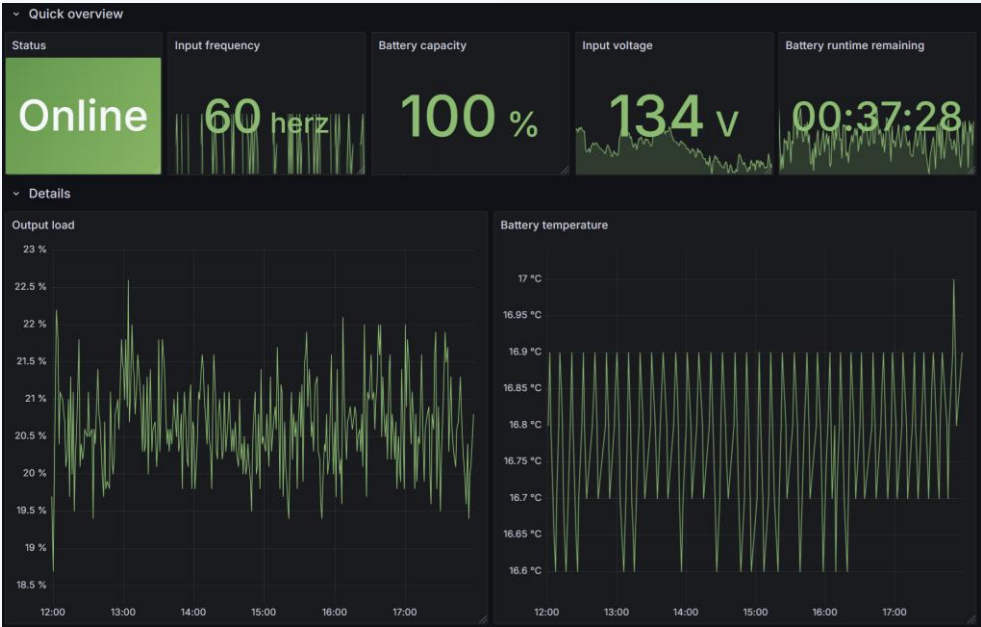 Quick overview
Status
Input frequency
Battery capacity
Input voltage
Battery runtime remaining
Online
60 herz
100 %
134 V
00:37:28
Details
Output load
23 %
22.5 %
22 %
21.5 %
21 %
20.5 %
20 %
19.5 %
19 %
18.5 %
12:00 13:00 14:00 15:00 16:00 17:00
Battery temperature
17 °C
16.95 °C
16.9 °C
16.85 °C
16.8 °C
16.75 °C
16.7 °C
16.65 °C
16.6 °C
12:00 13:00 14:00 15:00 16:00 17:00